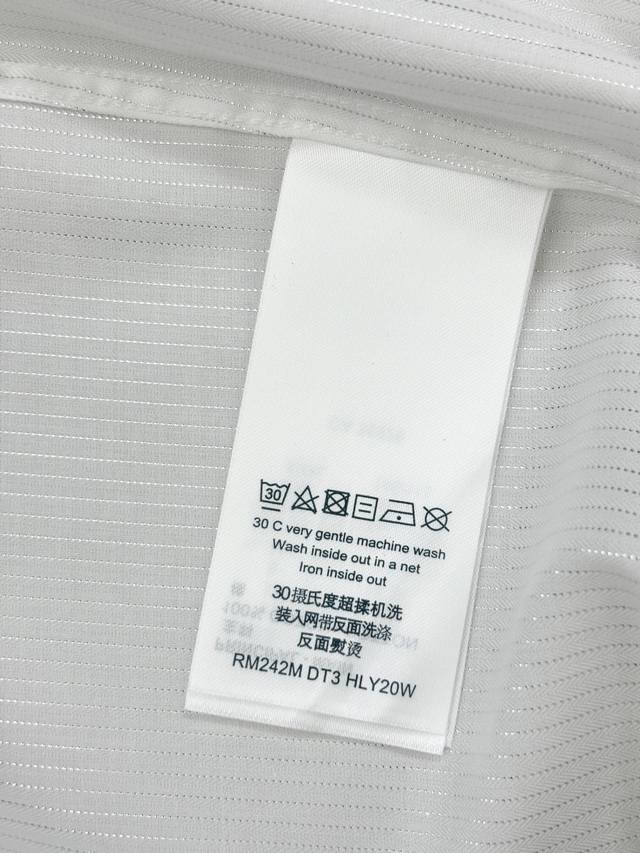 30
30 C very gentle machine wash
Wash inside out in a net
Iron inside out
30摄氏度超揉机洗
装入网带反面洗涤
反面熨烫
RM242M DT3 HLY20W